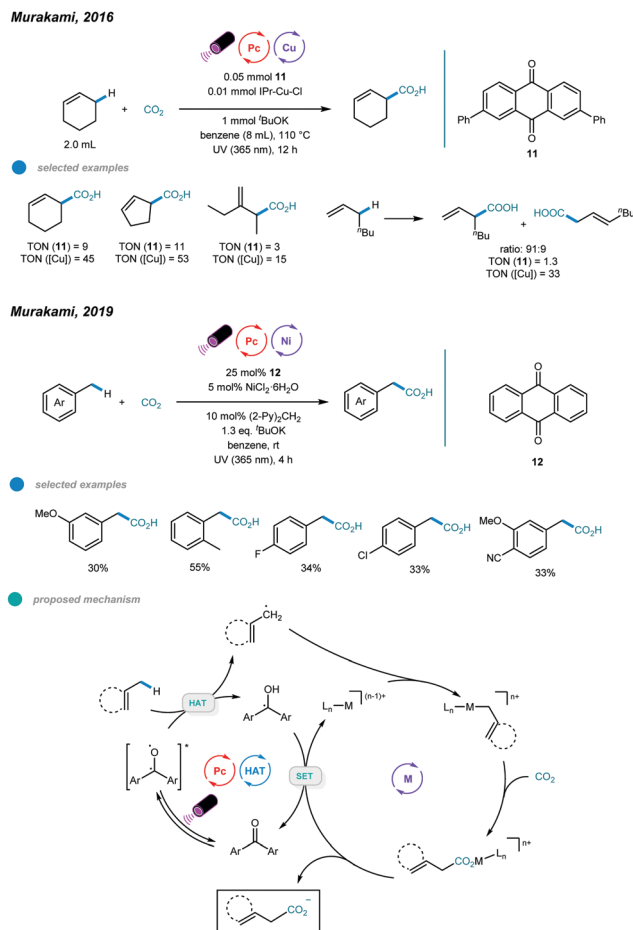 Murakami, 2016
Pc Cu
0.05 mmol 11
0.01 mmol IPr-Cu-Cl
H
+ CO2
1 mmol tBuOK
benzene (8 mL), 110 °C
UV (365 nm), 12 h
2.0 mL
CO2H
O
Ph
Ph
O
11
selected examples
CO2H
TON (11) = 9
TON ([Cu]) = 45
CO2H
TON (11) = 11
TON ([Cu]) = 53
CO2H
TON (11) = 3
TON ([Cu]) = 15
H
nBu
COOH
nBu
+
HOOC
nBu
ratio: 91:9
TON (11) = 1.3
TON ([Cu]) = 33
Murakami, 2019
Pc Ni
25 mol% 12
5 mol% NiCl2·6H2O
Ar
H
+ CO2
10 mol% (2-Py)2CH2
1.3 eq. tBuOK
benzene, rt
UV (365 nm), 4 h
Ar
CO2H
O
O
12
selected examples
MeO
CO2H
30%
CO2H
55%
F
CO2H
34%
Cl
CO2H
33%
MeO
CN
CO2H
33%
proposed mechanism
·
CH2
H
HAT
OH
·
Ar Ar
Ln-M (n-1)+
Ln-M n+
·
O
·
Ar Ar
*
Pc HAT
SET
M
CO2
O
Ar Ar
CO2M Ln n+
CO2−